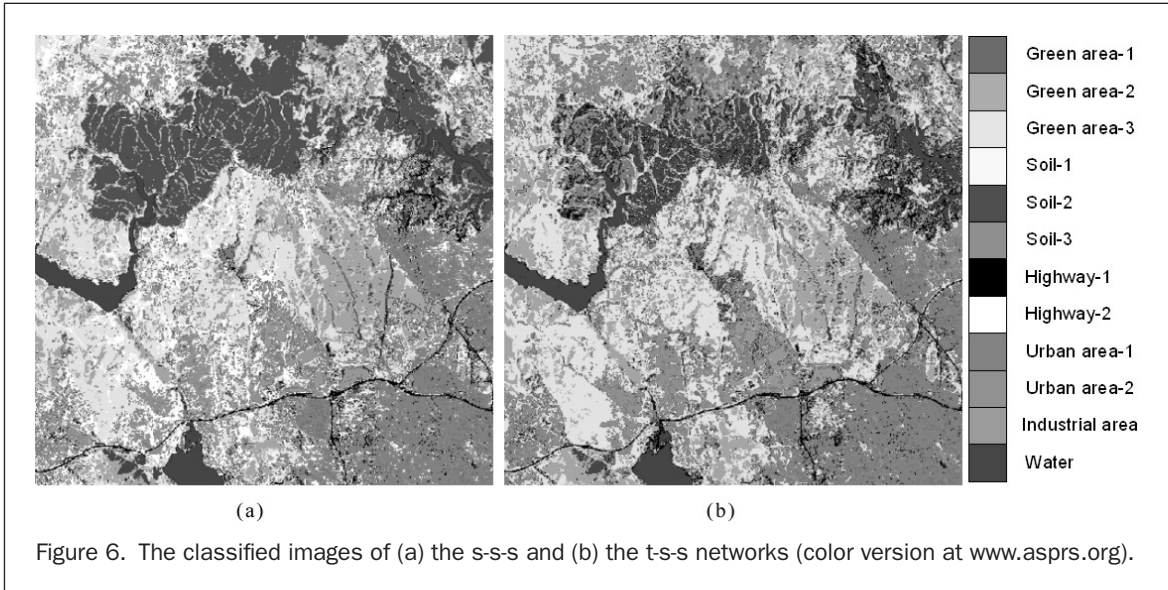 Green area-1
Green area-2
Green area-3
Soil-1
Soil-2
Soil-3
Highway-1
Highway-2
Urban area-1
Urban area-2
Industrial area
Water
(a)
(b)
Figure 6. The classified images of (a) the s-s-s and (b) the t-s-s networks (color version at www.asprs.org).